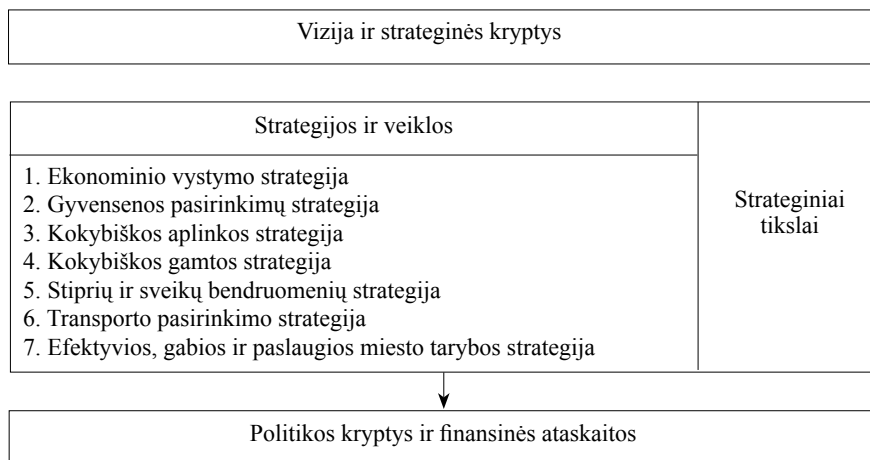 Vizija ir strateginės kryptys
Strategijos ir veiklos
1. Ekonominio vystymo strategija
2. Gyvensenos pasirinkimų strategija
3. Kokybiškos aplinkos strategija
4. Kokybiškos gamtos strategija
5. Stiprių ir sveikų bendruomenių strategija
6. Transporto pasirinkimo strategija
7. Efektyvios, gabios ir paslaugios miesto tarybos strategija
Strateginiai
tikslai
Politikos kryptys ir finansinės ataskaitos